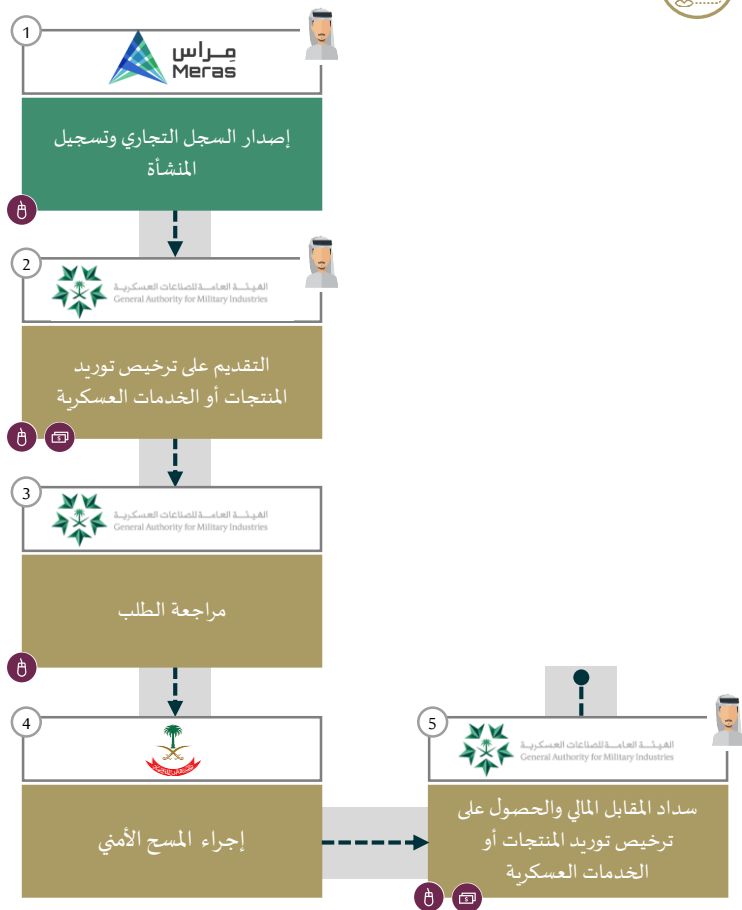 1
مراس
Meras
إصدار السجل التجاري وتسجيل
المنشأة
2
الهيئة العامة للصناعات العسكرية
General Authority for Military Industries
التقديم على ترخيص توريد
المنتجات أو الخدمات العسكرية
3
الهيئة العامة للصناعات العسكرية
General Authority for Military Industries
مراجعة الطلب
4
إجراء المسح الأمني
5
الهيئة العامة للصناعات العسكرية
General Authority for Military Industries
سداد المقابل المالي والحصول على
ترخيص توريد المنتجات أو
الخدمات العسكرية